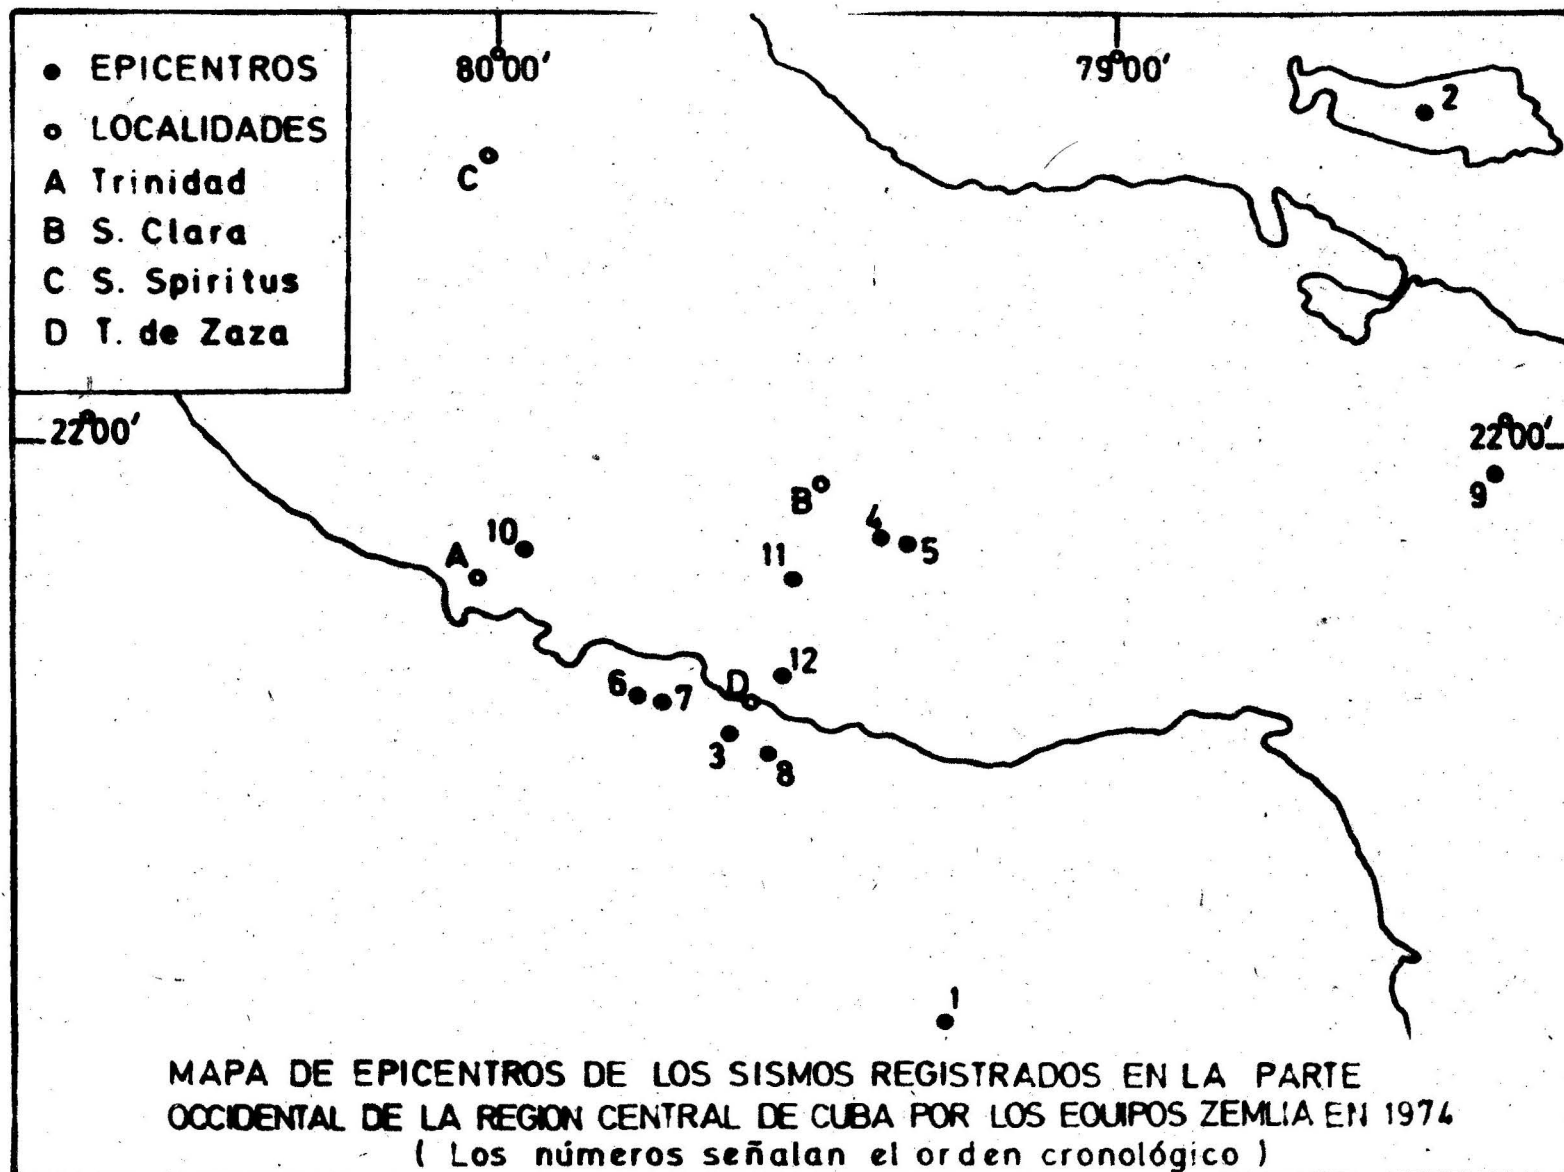 ● EPICENTROS
o LOCALIDADES
A Trinidad
B S. Clara
C S. Spiritus
D T. de Zaza
80°00'
79°00'
2
C
22°00'
22°00'
9
B
4
5
10
A
11
12
6
7
D
3
8
1
MAPA DE EPICENTROS DE LOS SISMOS REGISTRADOS EN LA PARTE
OCCIDENTAL DE LA REGION CENTRAL DE CUBA POR LOS EQUIPOS ZEMLIA EN 1974
( Los números señalan el orden cronológico )